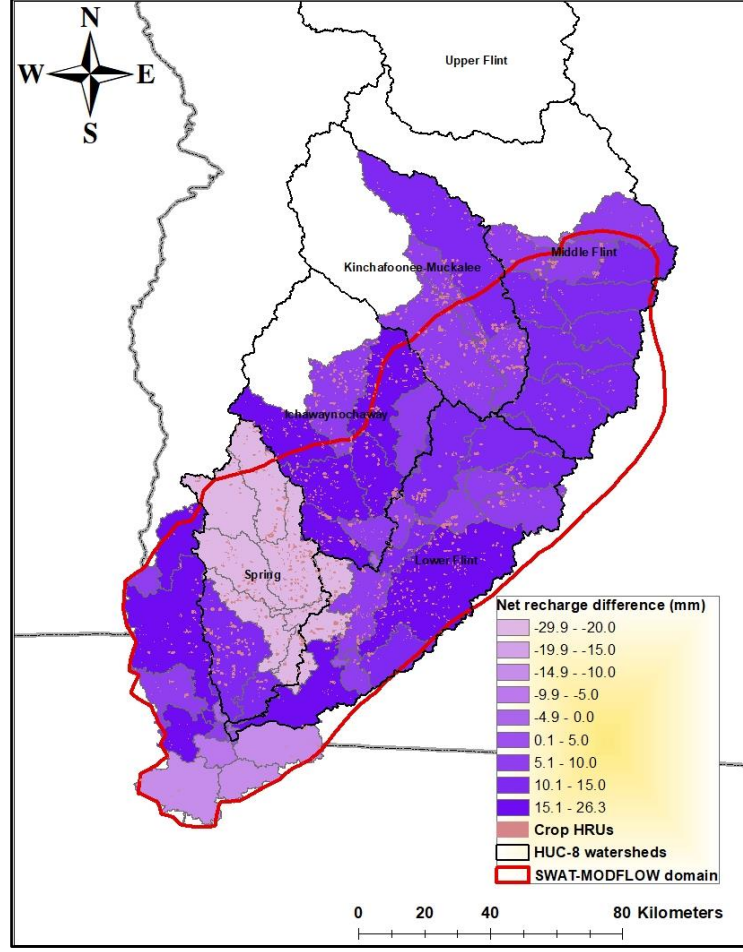 N
W E
S
Upper Flint
Kinchafoonee-Muckalee
Middle Flint
Ichawaynochaway
Spring
Lower Flint
Net recharge difference (mm)
-29.9 - -20.0
-19.9 - -15.0
-14.9 - -10.0
-9.9 - -5.0
-4.9 - 0.0
0.1 - 5.0
5.1 - 10.0
10.1 - 15.0
15.1 - 26.3
Crop HRUs
HUC-8 watersheds
SWAT-MODFLOW domain
0 20 40 80 Kilometers